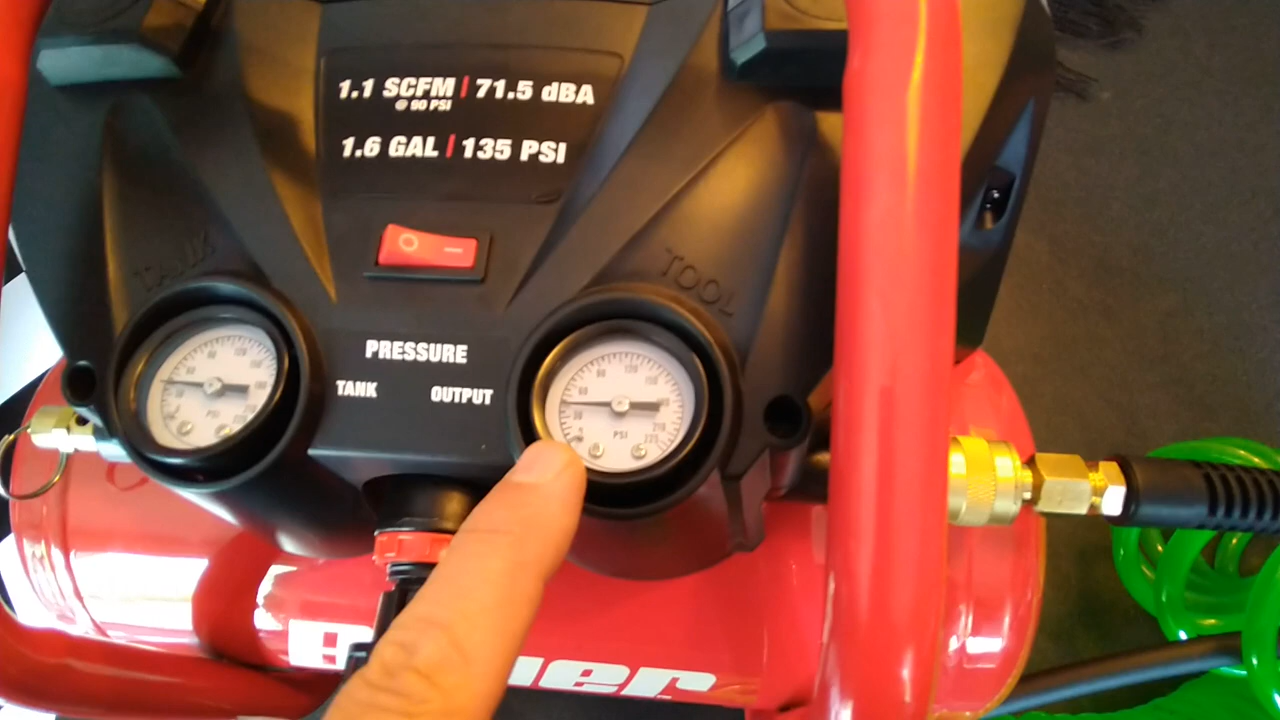 1.1 SCFM | 71.5 dBA
@ 90 PSI
1.6 GAL | 135 PSI
TANK
TOOL
PRESSURE
TANK OUTPUT
PSI
PSI